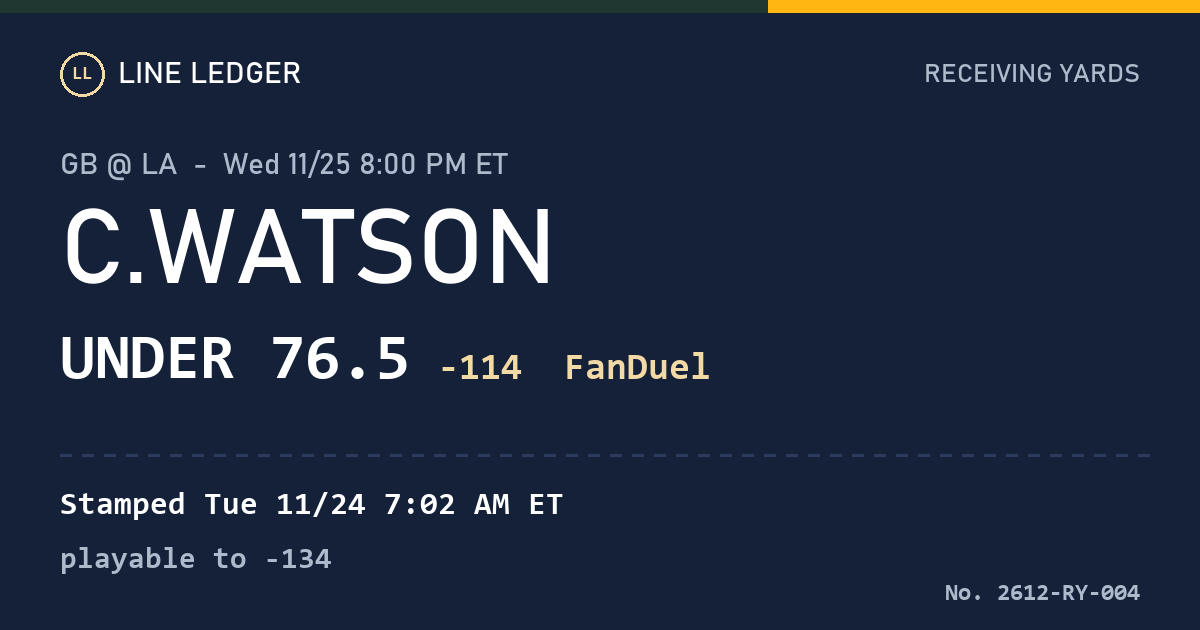 LL LINE LEDGER
RECEIVING YARDS
GB @ LA - Wed 11/25 8:00 PM ET
C.WATSON
UNDER 76.5 -114 FanDuel
Stamped Tue 11/24 7:02 AM ET
playable to -134
No. 2612-RY-004